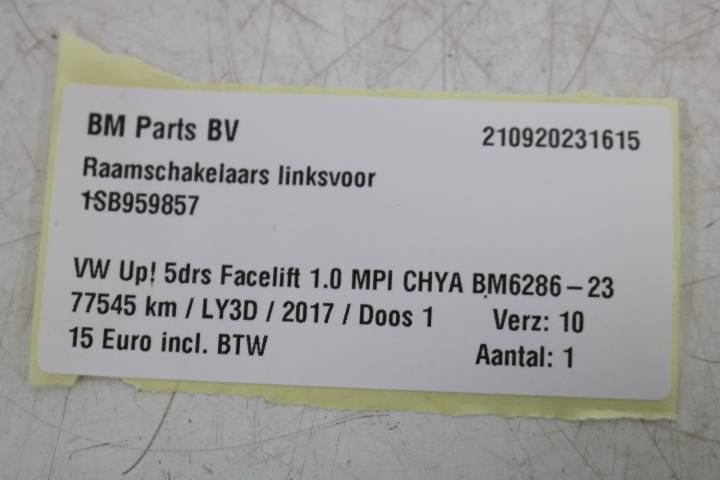 BM Parts BV 210920231615
Raamschakelaars linksvoor
1SB959857
VW Up! 5drs Facelift 1.0 MPI CHYA BM6286-23
77545 km / LY3D / 2017 / Doos 1 Verz: 10
15 Euro incl. BTW Aantal: 1